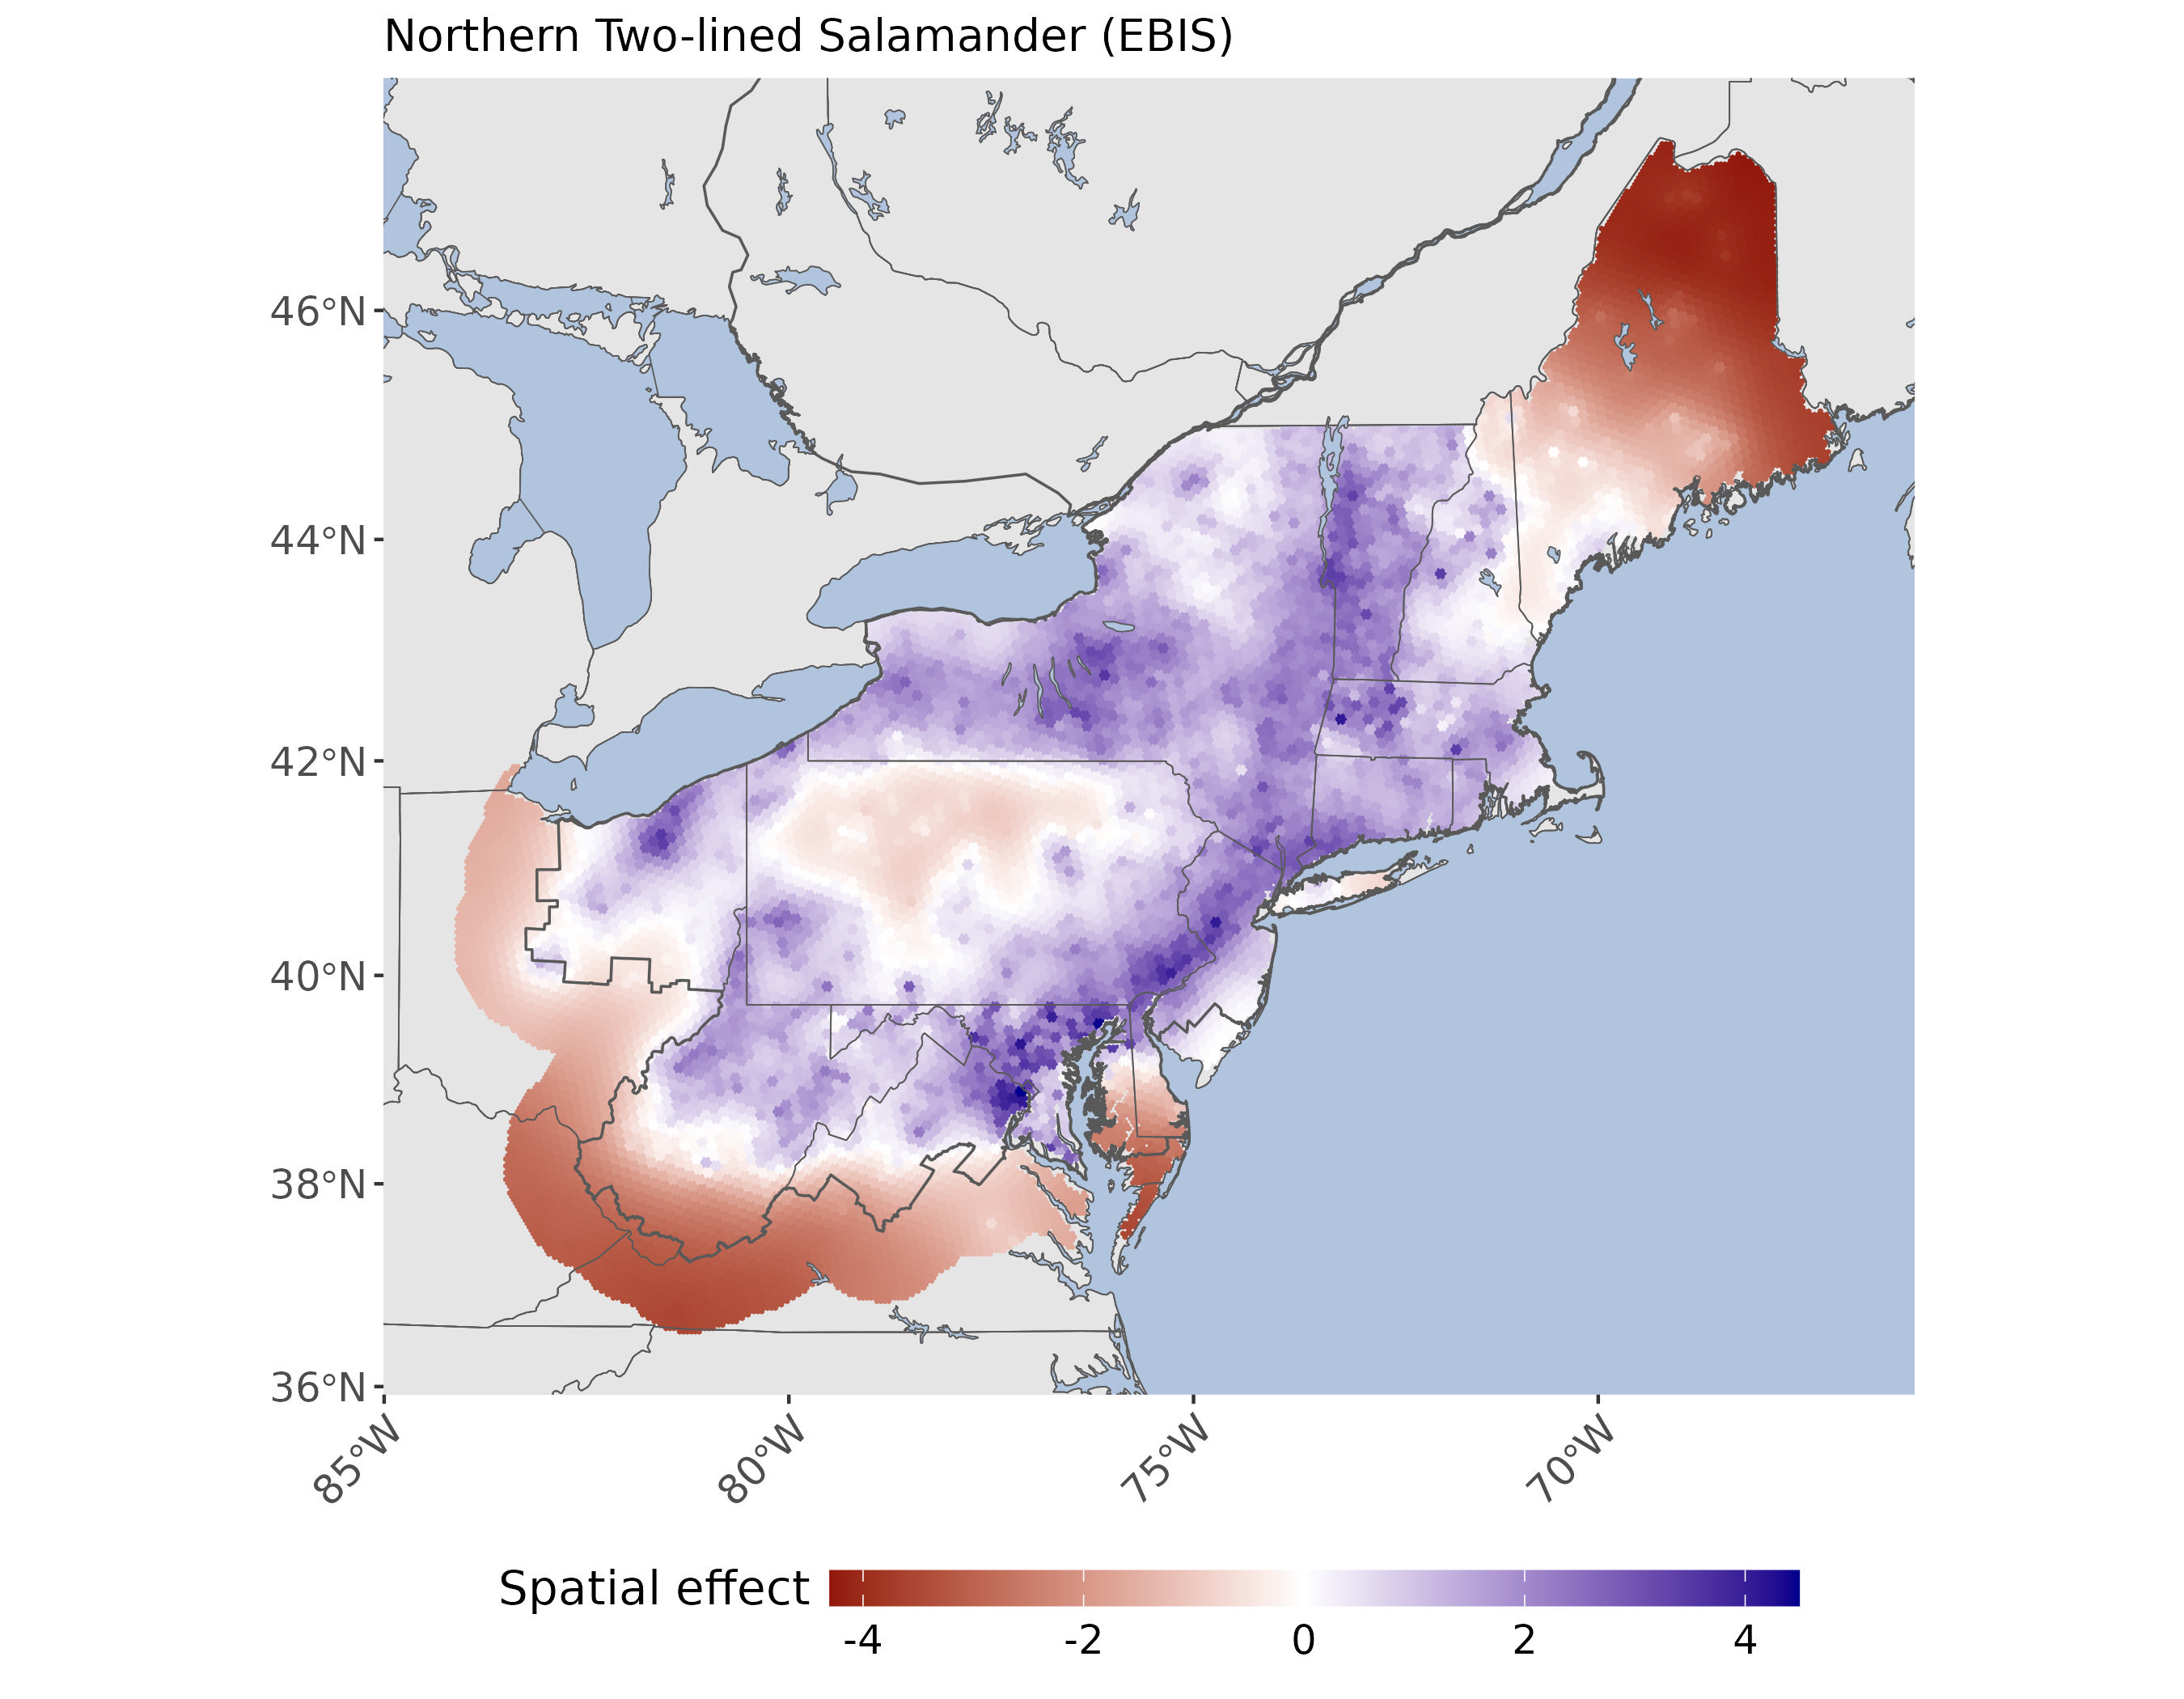 Northern Two-lined Salamander (EBIS)
46°N
44°N
42°N
40°N
38°N
36°N
85°W
80°W
75°W
70°W
Spatial effect
-4
-2
0
2
4